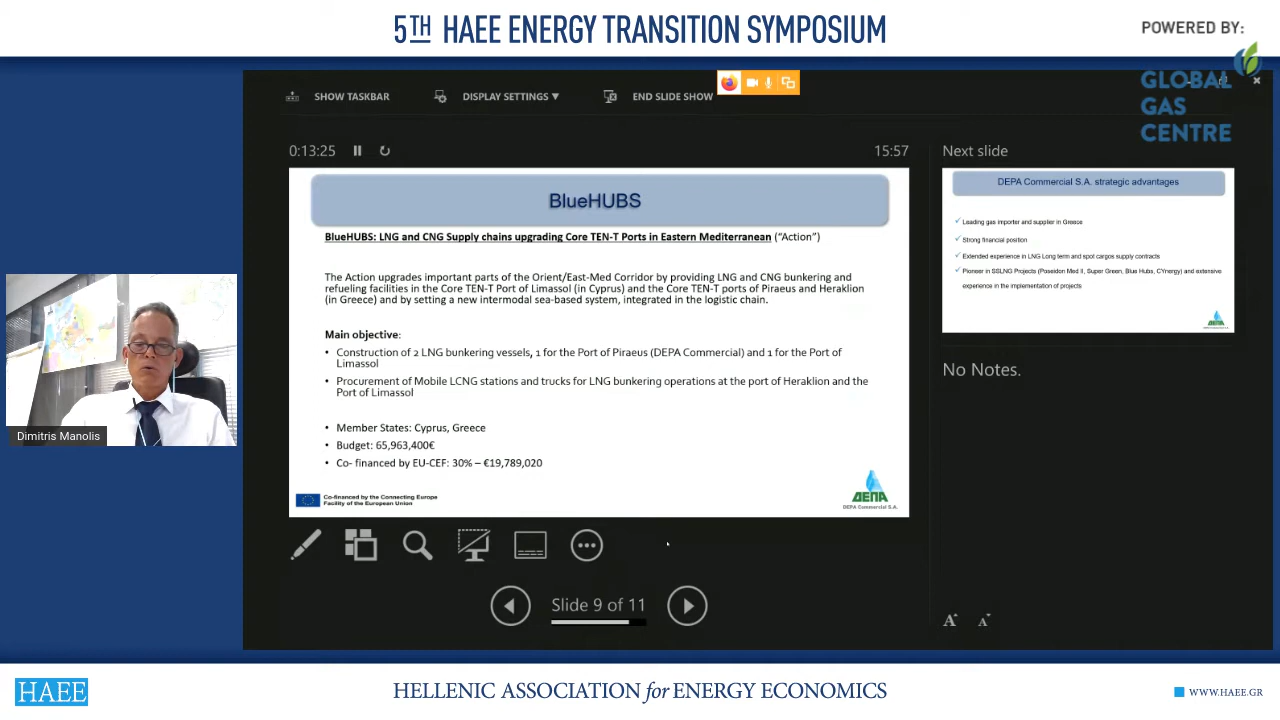 5TH HAEE ENERGY TRANSITION SYMPOSIUM
POWERED BY:
GLOBAL
GAS
CENTRE
SHOW TASKBAR
DISPLAY SETTINGS ▼
END SLIDE SHOW
0:13:25
15:57
Next slide
BlueHUBS
BlueHUBS: LNG and CNG Supply chains upgrading Core TEN-T Ports in Eastern Mediterranean (“Action”)
The Action upgrades important parts of the Orient/East-Med Corridor by providing LNG and CNG bunkering and
refueling facilities in the Core TEN-T Port of Limassol (in Cyprus) and the Core TEN-T ports of Piraeus and Heraklion
(in Greece) and by setting a new intermodal sea-based system, integrated in the logistic chain.
Main objective:
• Construction of 2 LNG bunkering vessels, 1 for the Port of Piraeus (DEPA Commercial) and 1 for the Port of
Limassol
• Procurement of Mobile LCNG stations and trucks for LNG bunkering operations at the port of Heraklion and the
Port of Limassol
• Member States: Cyprus, Greece
• Budget: 65,963,400€
• Co- financed by EU-CEF: 30% – €19,789,020
Co-financed by the Connecting Europe
Facility of the European Union
ΔΕΠΑ
DEPA Commercial S.A.
DEPA Commercial S.A. strategic advantages
✓ Leading gas importer and supplier in Greece
✓ Strong financial position
✓ Extended experience in LNG Long term and spot cargos supply contracts
✓ Pioneer in SSLNG Projects (Poseidon Med II, Super Green, Blue Hubs, CYnergy) and extensive
experience in the implementation of projects
ΔΕΠΑ
No Notes.
Dimitris Manolis
Slide 9 of 11
A
A
HAEE
HELLENIC ASSOCIATION for ENERGY ECONOMICS
WWW.HAEE.GR